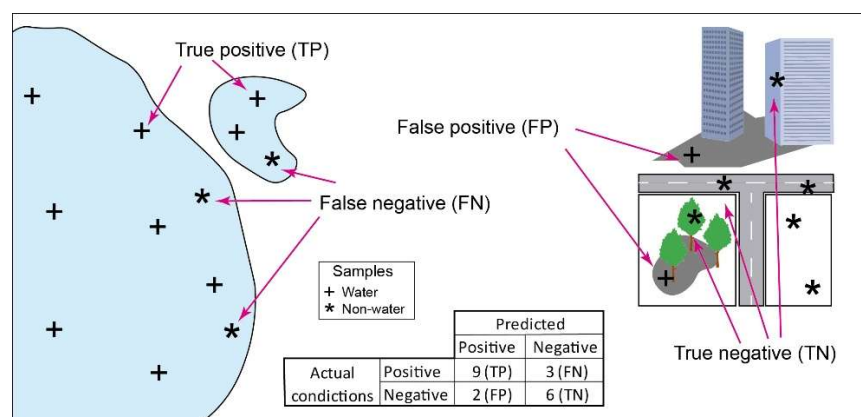 True positive (TP)
False positive (FP)
False negative (FN)
Samples
+ Water
* Non-water
True negative (TN)
Predicted
Positive Negative
Actual Positive 9 (TP) 3 (FN)
condictions Negative 2 (FP) 6 (TN)